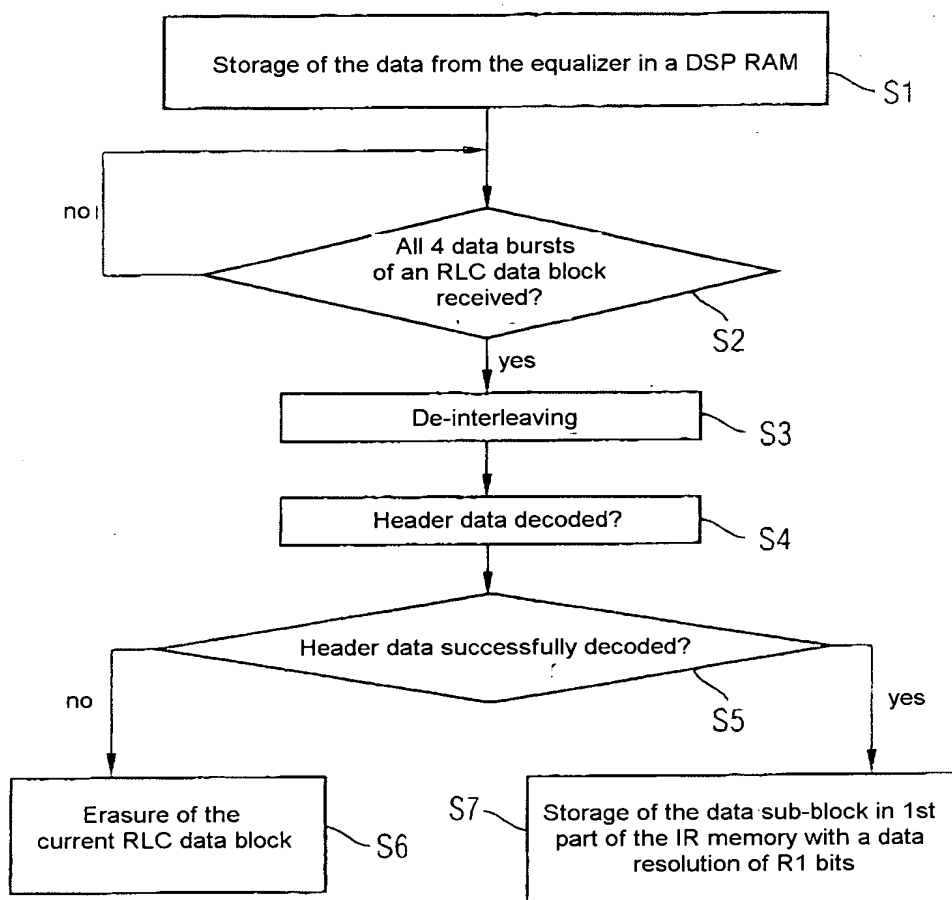 Storage of the data from the equalizer in a DSP RAM
S1
no
All 4 data bursts
of an RLC data block
received?
S2
yes
De-interleaving
S3
Header data decoded?
S4
Header data successfully decoded?
S5
no
yes
Erasure of the
current RLC data block
S6
S7
Storage of the data sub-block in 1st
part of the IR memory with a data
resolution of R1 bits